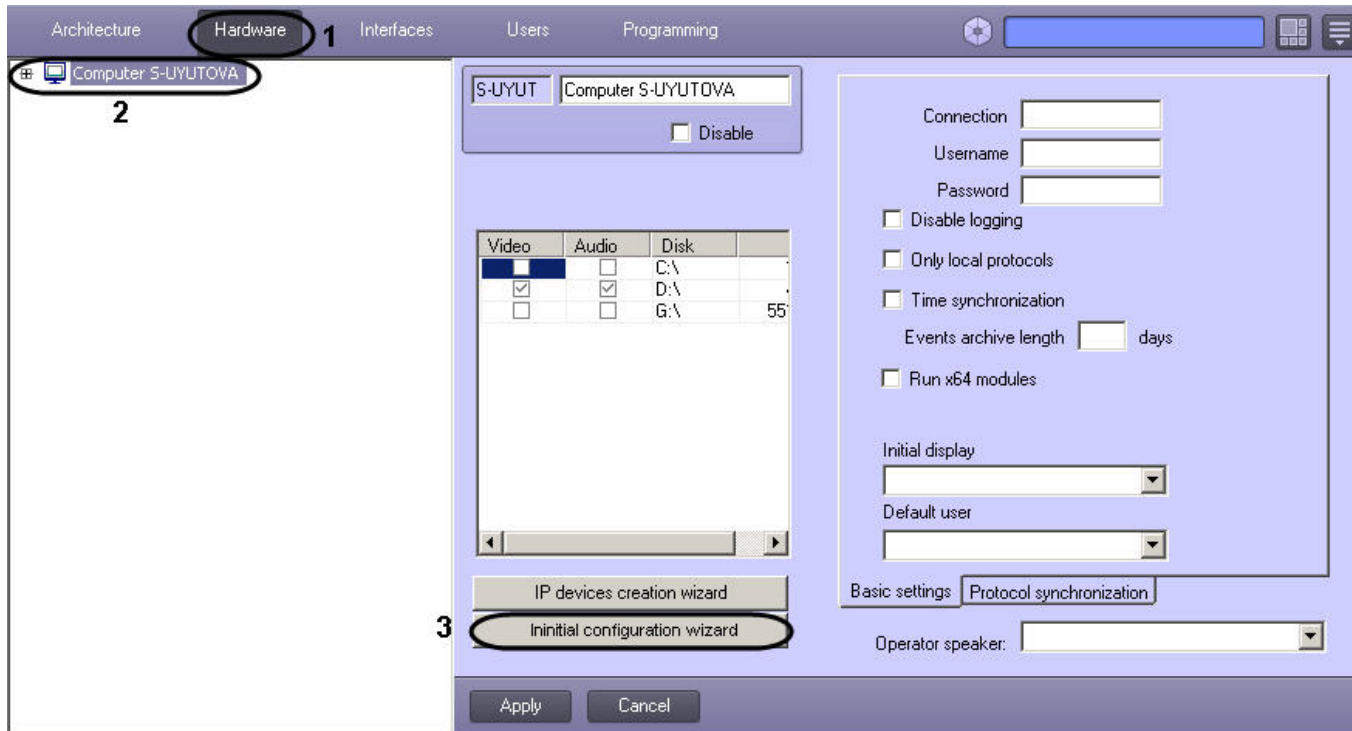 Architecture Hardware 1 Interfaces Users Programming
Computer S-UYUTOVA
2
S-UYUT Computer S-UYUTOVA
Disable
Video Audio Disk
C:\
D:\
G:\ 55
IP devices creation wizard
3 Ininitial configuration wizard
Connection
Username
Password
Disable logging
Only local protocols
Time synchronization
Events archive length days
Run x64 modules
Initial display
Default user
Basic settings Protocol synchronization
Operator speaker:
Apply Cancel